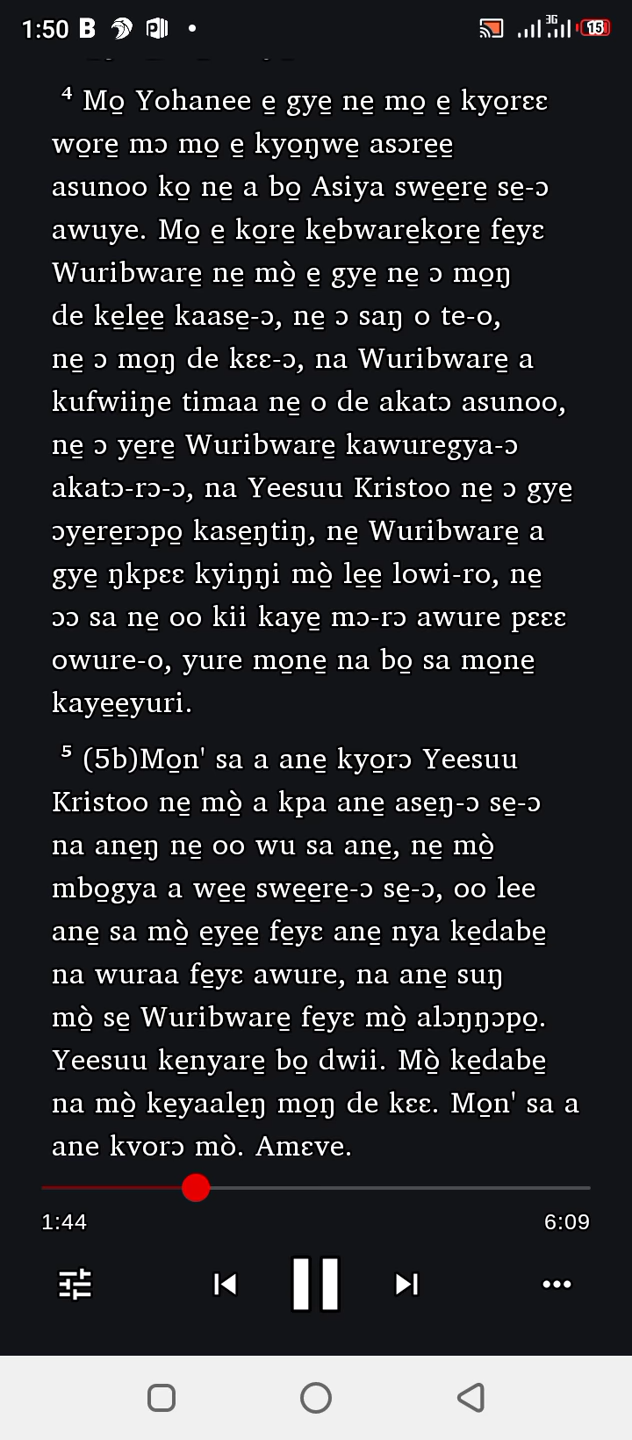 1:50 B 3G 15
⁴ Mo̱ Yohanee e̱ gye̱ ne̱ mo̱ e̱ kyo̱rɛɛ
wo̱re̱ mɔ mo̱ e̱ kyo̱ŋwe̱ asɔre̱e̱
asunoo ko̱ ne̱ a bo̱ Asiya swe̱e̱re̱ se̱-ɔ
awuye. Mo̱ e̱ ko̱re̱ ke̱bware̱ko̱re̱ fe̱yɛ
Wuribware̱ ne̱ mò̱ e̱ gye̱ ne̱ ɔ mo̱ŋ
de ke̱le̱e̱ kaase̱-ɔ, ne̱ ɔ saŋ o te-o,
ne̱ ɔ mo̱ŋ de kɛɛ-ɔ, na Wuribware̱ a
kufwiiŋe timaa ne̱ o de akatɔ asunoo,
ne̱ ɔ ye̱re̱ Wuribware̱ kawuregya-ɔ
akatɔ-rɔ-ɔ, na Yeesuu Kristoo ne̱ ɔ gye̱
ɔye̱re̱rɔpo̱ kase̱ŋtiŋ, ne̱ Wuribware̱ a
gye̱ ŋkpɛɛ kyiŋŋi mò̱ le̱e̱ lowi-ro, ne̱
ɔɔ sa ne̱ oo kii kaye̱ mɔ-rɔ awure pɛɛɛ
owure-o, yure mo̱ne̱ na bo̱ sa mo̱ne̱
kaye̱e̱yuri.
⁵ (5b)Mo̱n' sa a ane̱ kyo̱rɔ Yeesuu
Kristoo ne̱ mò̱ a kpa ane̱ ase̱ŋ-ɔ se̱-ɔ
na ane̱ŋ ne̱ oo wu sa ane̱, ne̱ mò̱
mbo̱gya a we̱e̱ swe̱e̱re̱-ɔ se̱-ɔ, oo lee
ane̱ sa mò̱ e̱ye̱e̱ fe̱yɛ ane̱ nya ke̱dabe̱
na wuraa fe̱yɛ awure, na ane̱ suŋ
mò̱ se̱ Wuribware̱ fe̱yɛ mò̱ alɔŋŋɔpo̱.
Yeesuu ke̱nyare̱ bo̱ dwii. Mò̱ ke̱dabe̱
na mò̱ ke̱yaale̱ŋ mo̱ŋ de kɛɛ. Mo̱n' sa a
ane kyorɔ mò. Amɛye.
1:44 6:09